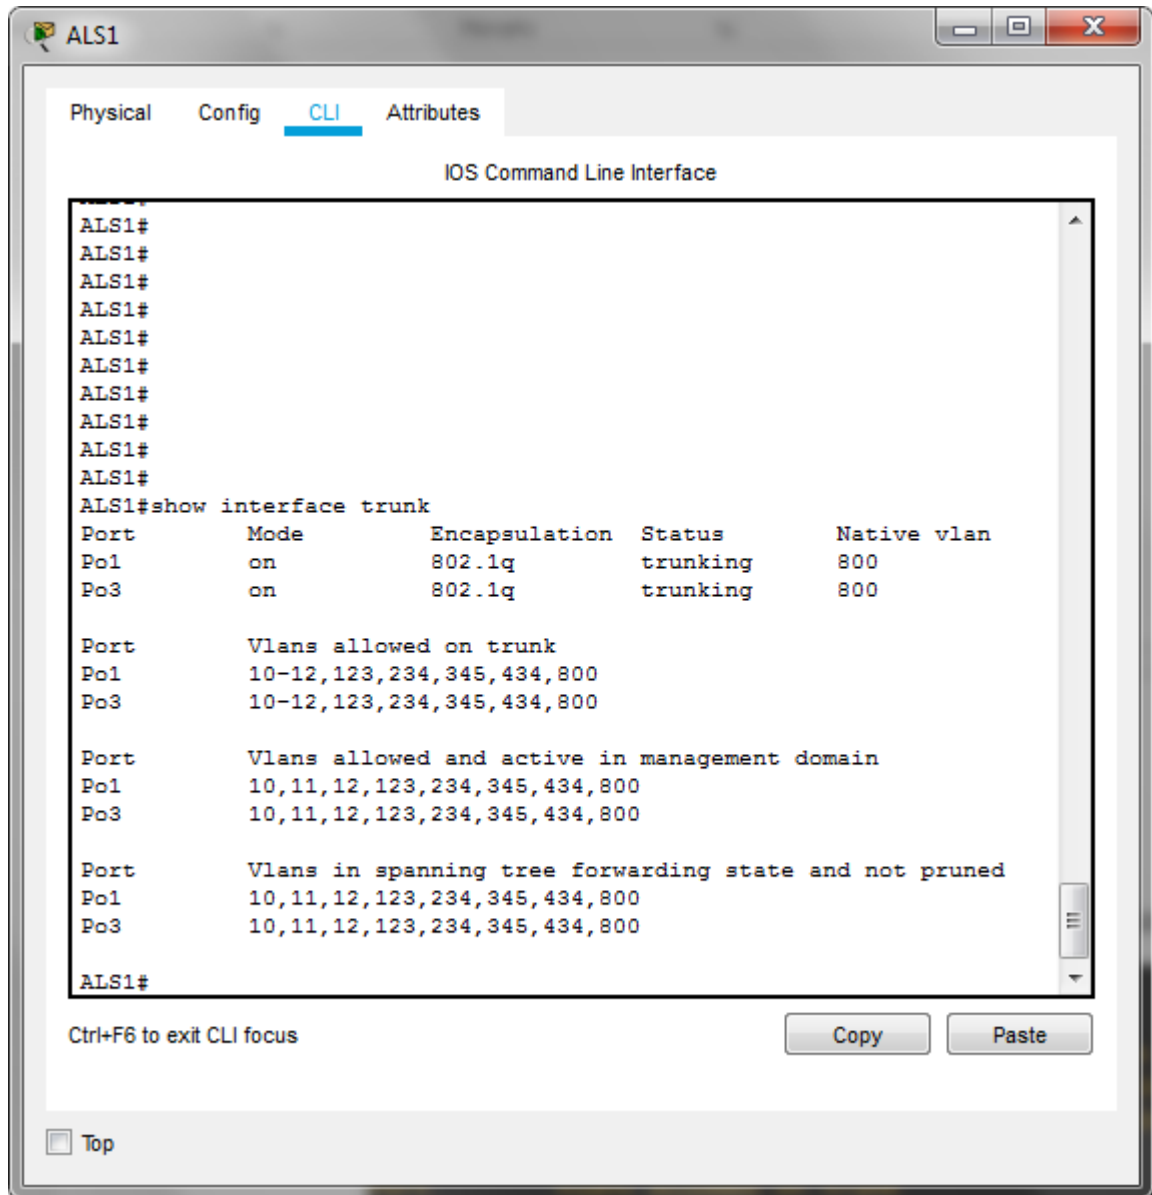 ALS1
Physical Config CLI Attributes
IOS Command Line Interface
ALS1#
ALS1#
ALS1#
ALS1#
ALS1#
ALS1#
ALS1#
ALS1#
ALS1#
ALS1#
ALS1#show interface trunk
Port Mode Encapsulation Status Native vlan
Po1 on 802.1q trunking 800
Po3 on 802.1q trunking 800
Port Vlans allowed on trunk
Po1 10-12,123,234,345,434,800
Po3 10-12,123,234,345,434,800
Port Vlans allowed and active in management domain
Po1 10,11,12,123,234,345,434,800
Po3 10,11,12,123,234,345,434,800
Port Vlans in spanning tree forwarding state and not pruned
Po1 10,11,12,123,234,345,434,800
Po3 10,11,12,123,234,345,434,800
ALS1#
Ctrl+F6 to exit CLI focus Copy Paste
Top